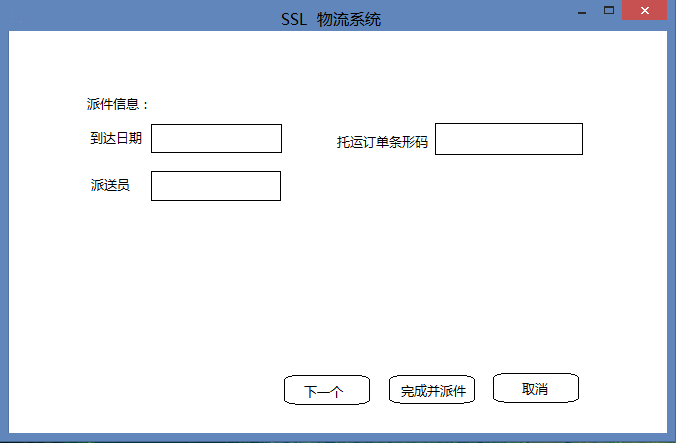 SSL 物流系统
派件信息：
到达日期
托运订单条形码
派送员
下一个
完成并派件
取消